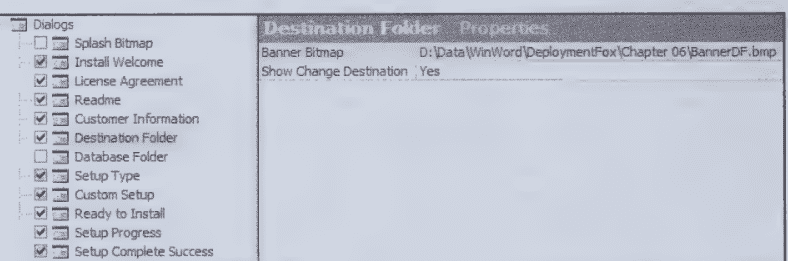 Dialogs
Splash Bitmap
Install Welcome
License Agreement
Readme
Customer Information
Destination Folder
Database Folder
Setup Type
Custom Setup
Ready to Install
Setup Progress
Setup Complete Success
Destination Folder Properties
Banner Bitmap D:\Data\WinWord\DeploymentFox\Chapter 06\BannerDF.bmp
Show Change Destination Yes